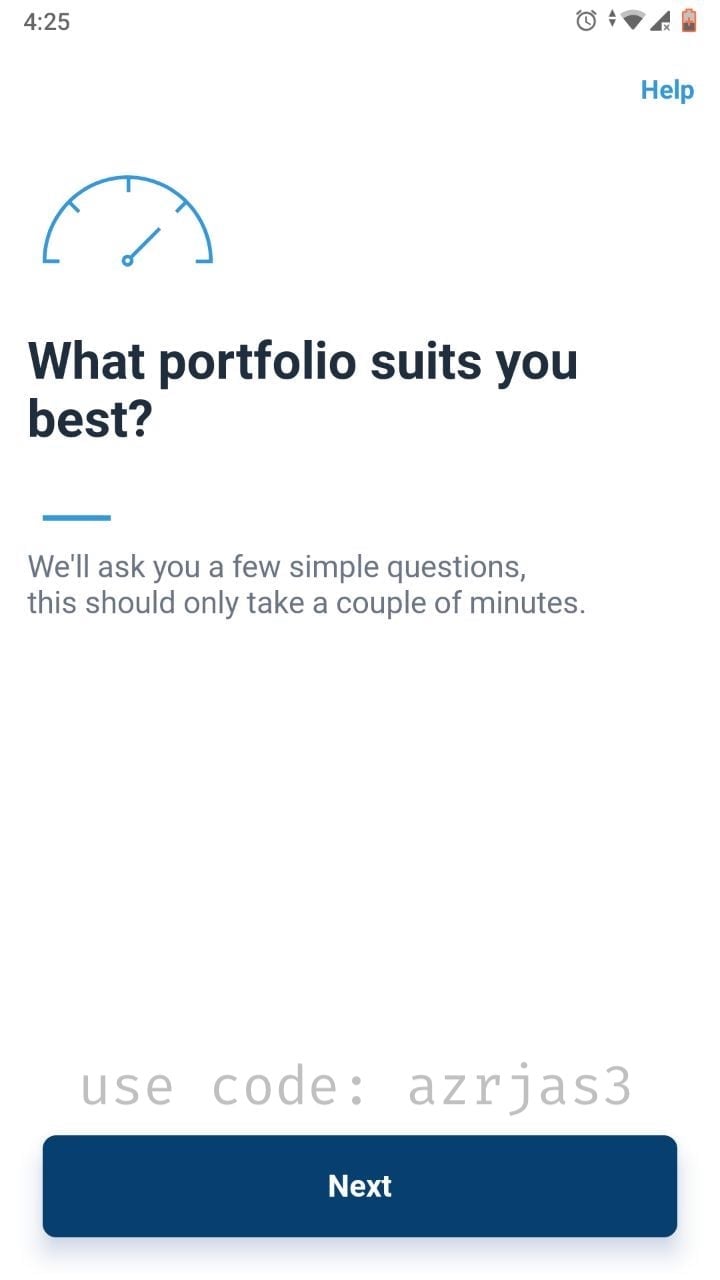 4:25
Help
What portfolio suits you
best?
We'll ask you a few simple questions,
this should only take a couple of minutes.
use code: azrjas3
Next